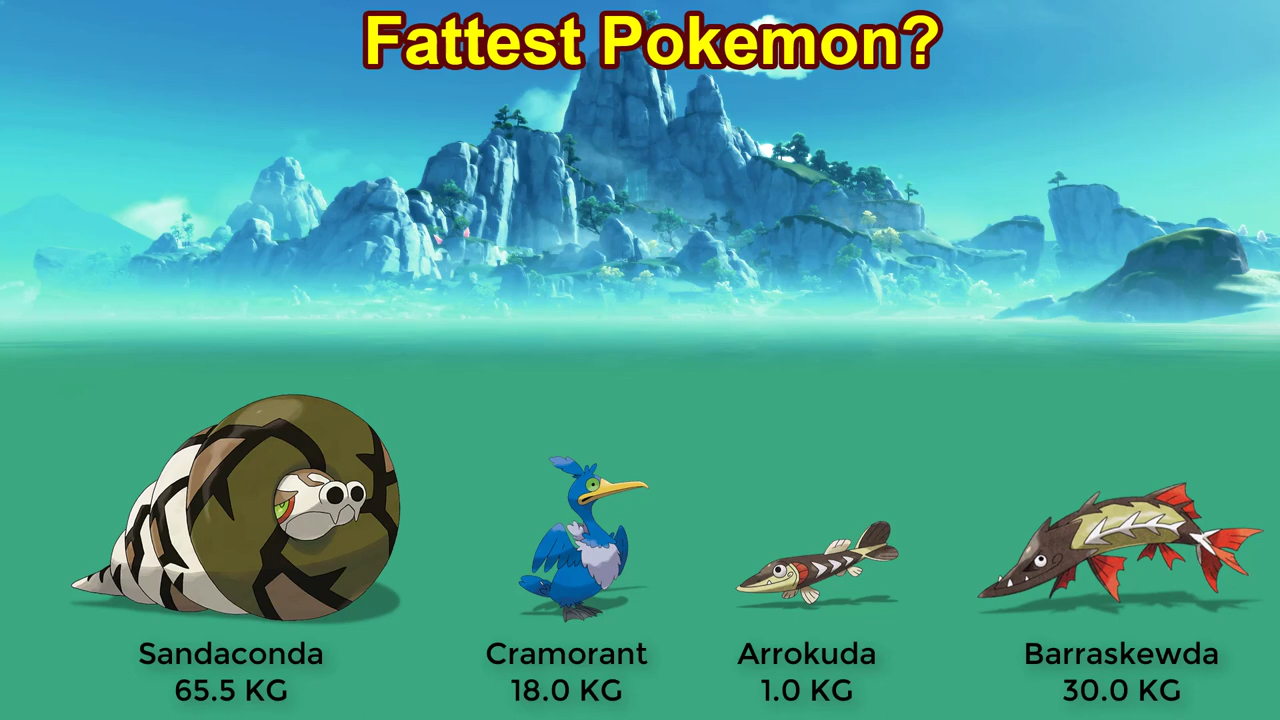 Fattest Pokemon?
Sandaconda
65.5 KG
Cramorant
18.0 KG
Arrokuda
1.0 KG
Barraskewda
30.0 KG